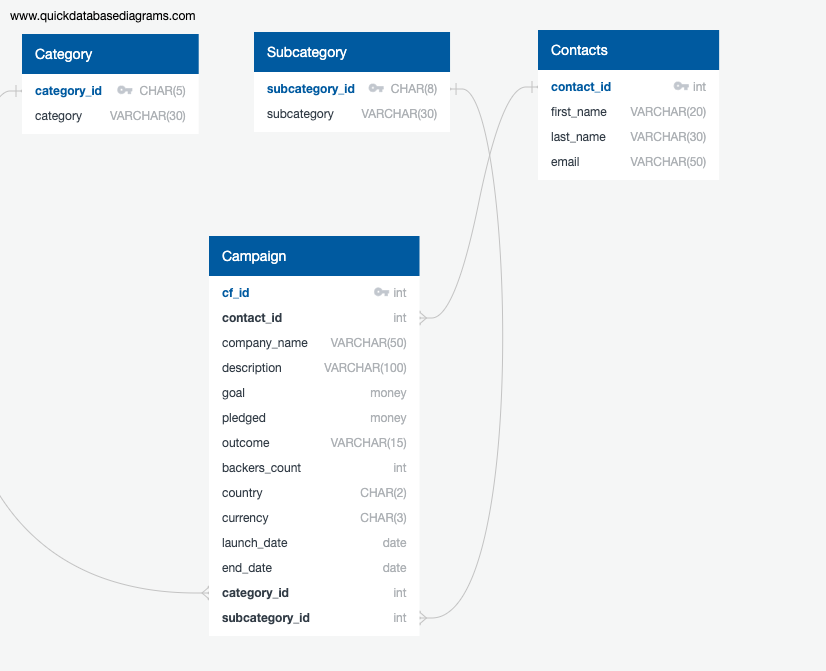 www.quickdatabasediagrams.com
Category
category_id CHAR(5)
category VARCHAR(30)
Subcategory
subcategory_id CHAR(8)
subcategory VARCHAR(30)
Contacts
contact_id int
first_name VARCHAR(20)
last_name VARCHAR(30)
email VARCHAR(50)
Campaign
cf_id int
contact_id int
company_name VARCHAR(50)
description VARCHAR(100)
goal money
pledged money
outcome VARCHAR(15)
backers_count int
country CHAR(2)
currency CHAR(3)
launch_date date
end_date date
category_id int
subcategory_id int